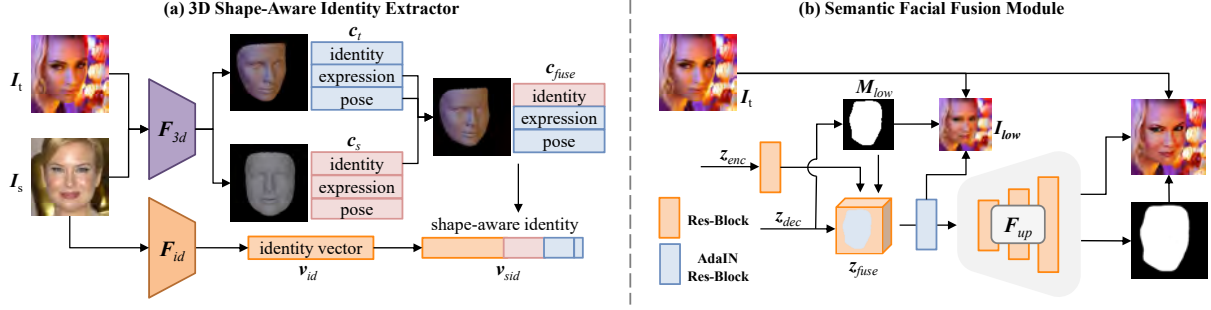 (a) 3D Shape-Aware Identity Extractor
I_t
I_s
F_3d
F_id
c_t
identity
expression
pose
c_s
identity
expression
pose
c_fuse
identity
expression
pose
shape-aware identity
identity vector
v_id
v_sid
(b) Semantic Facial Fusion Module
I_t
M_low
I_low
z_enc
z_dec
z_fuse
F_up
Res-Block
AdaIN
Res-Block